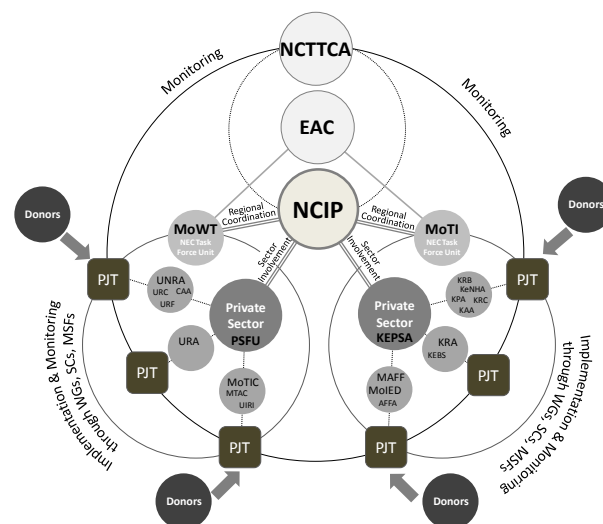 NCTTCA
Monitoring
Monitoring
EAC
Donors
Donors
NCIP
Regional
Coordination
Regional
Coordination
MoWT
NEC Task
Force Unit
MoTI
NEC Task
Force Unit
Sector
Involvement
Sector
Involvement
PJT
PJT
UNRA
URC CAA
URF
KRB
KeNHA
KPA KRC
KAA
Private
Sector
PSFU
Private
Sector
KEPSA
URA
KRA
KEBS
PJT
PJT
MoTIC
MTAC
UIRI
MAFF
MoIED
AFFA
Implementation & Monitoring
through WGs, SCs, MSFs
Implementation & Monitoring
through WGs, SCs, MSFs
PJT
PJT
Donors
Donors